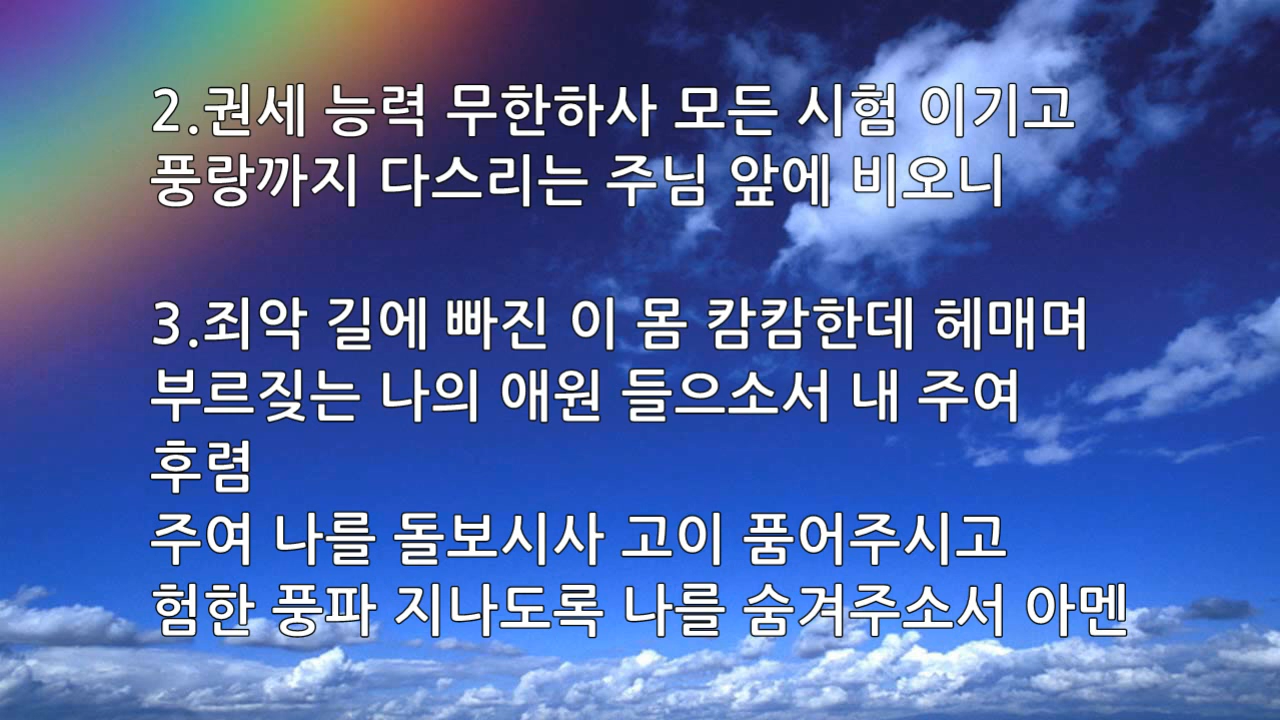 2.권세 능력 무한하사 모든 시험 이기고
풍랑까지 다스리는 주님 앞에 비오니
3.죄악 길에 빠진 이 몸 캄캄한데 헤매며
부르짖는 나의 애원 들으소서 내 주여
후렴
주여 나를 돌보시사 고이 품어주시고
험한 풍파 지나도록 나를 숨겨주소서 아멘